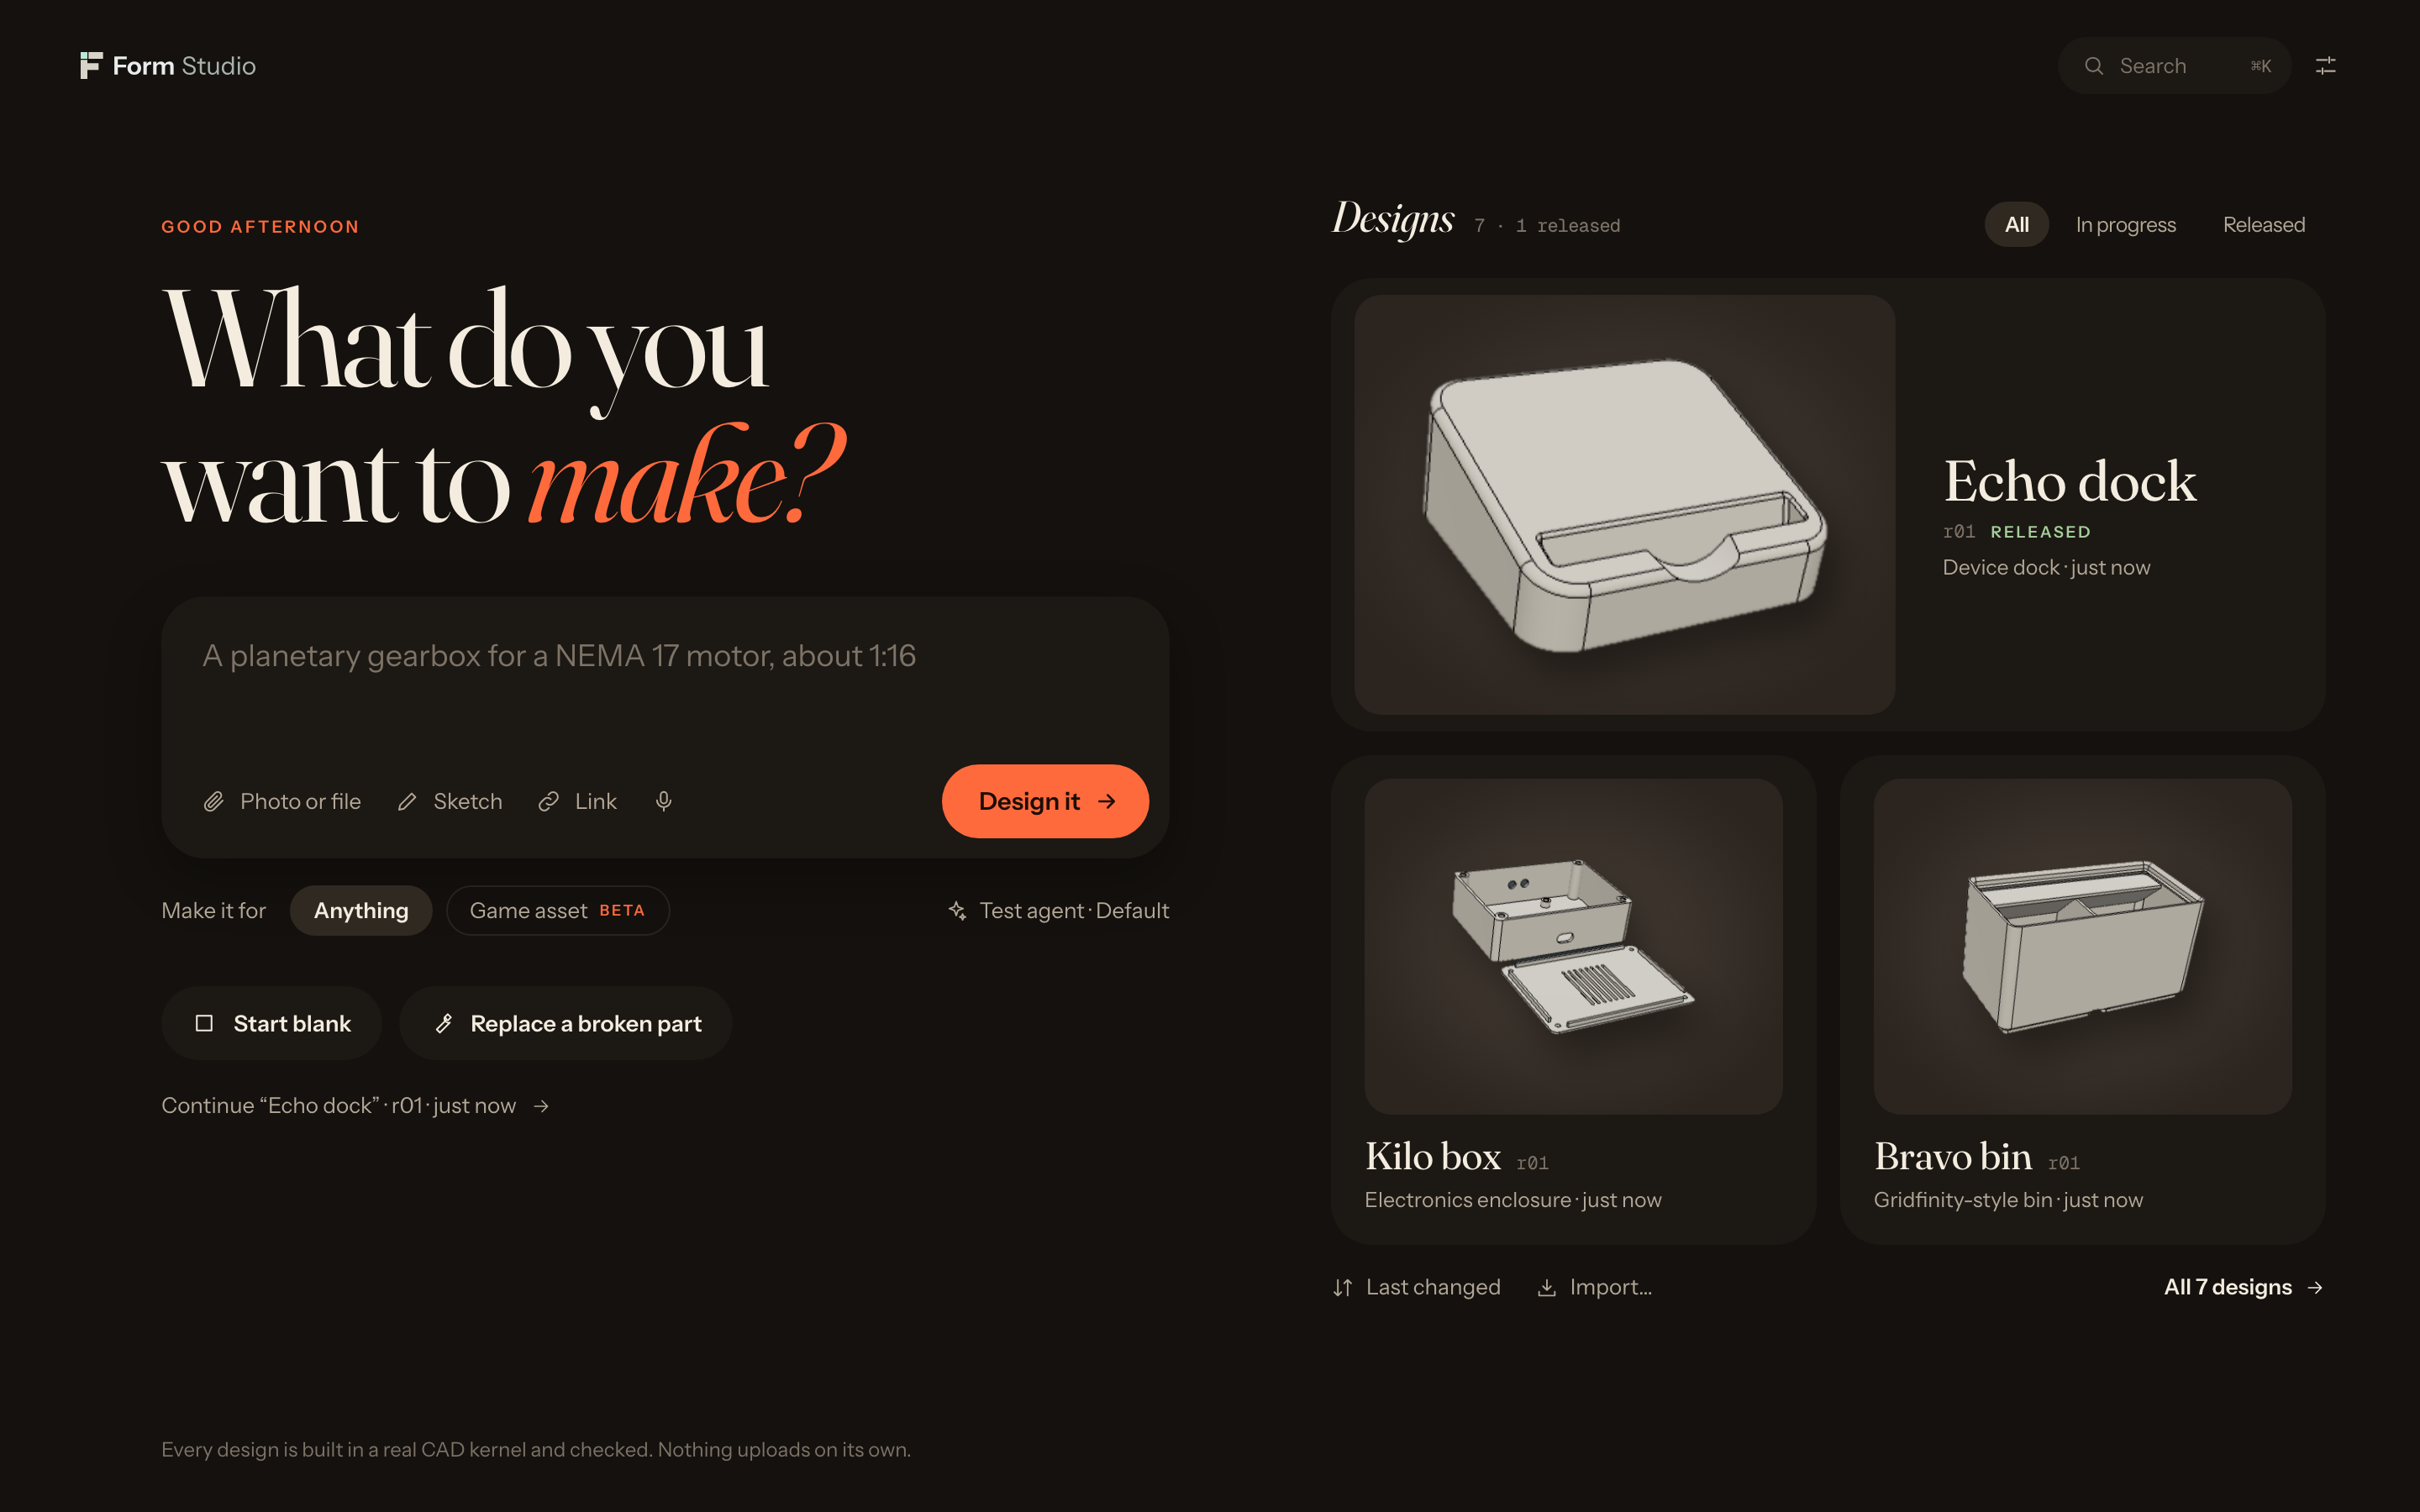 Form Studio
Search ⌘K
GOOD AFTERNOON
What do you
want to make?
A planetary gearbox for a NEMA 17 motor, about 1:16
Photo or file
Sketch
Link
Design it →
Make it for
Anything
Game asset BETA
Test agent · Default
Start blank
Replace a broken part
Continue “Echo dock” · r01 · just now →
Designs 7 · 1 released
All
In progress
Released
Echo dock
r01 RELEASED
Device dock · just now
Kilo box r01
Electronics enclosure · just now
Bravo bin r01
Gridfinity-style bin · just now
Last changed
Import...
All 7 designs →
Every design is built in a real CAD kernel and checked. Nothing uploads on its own.